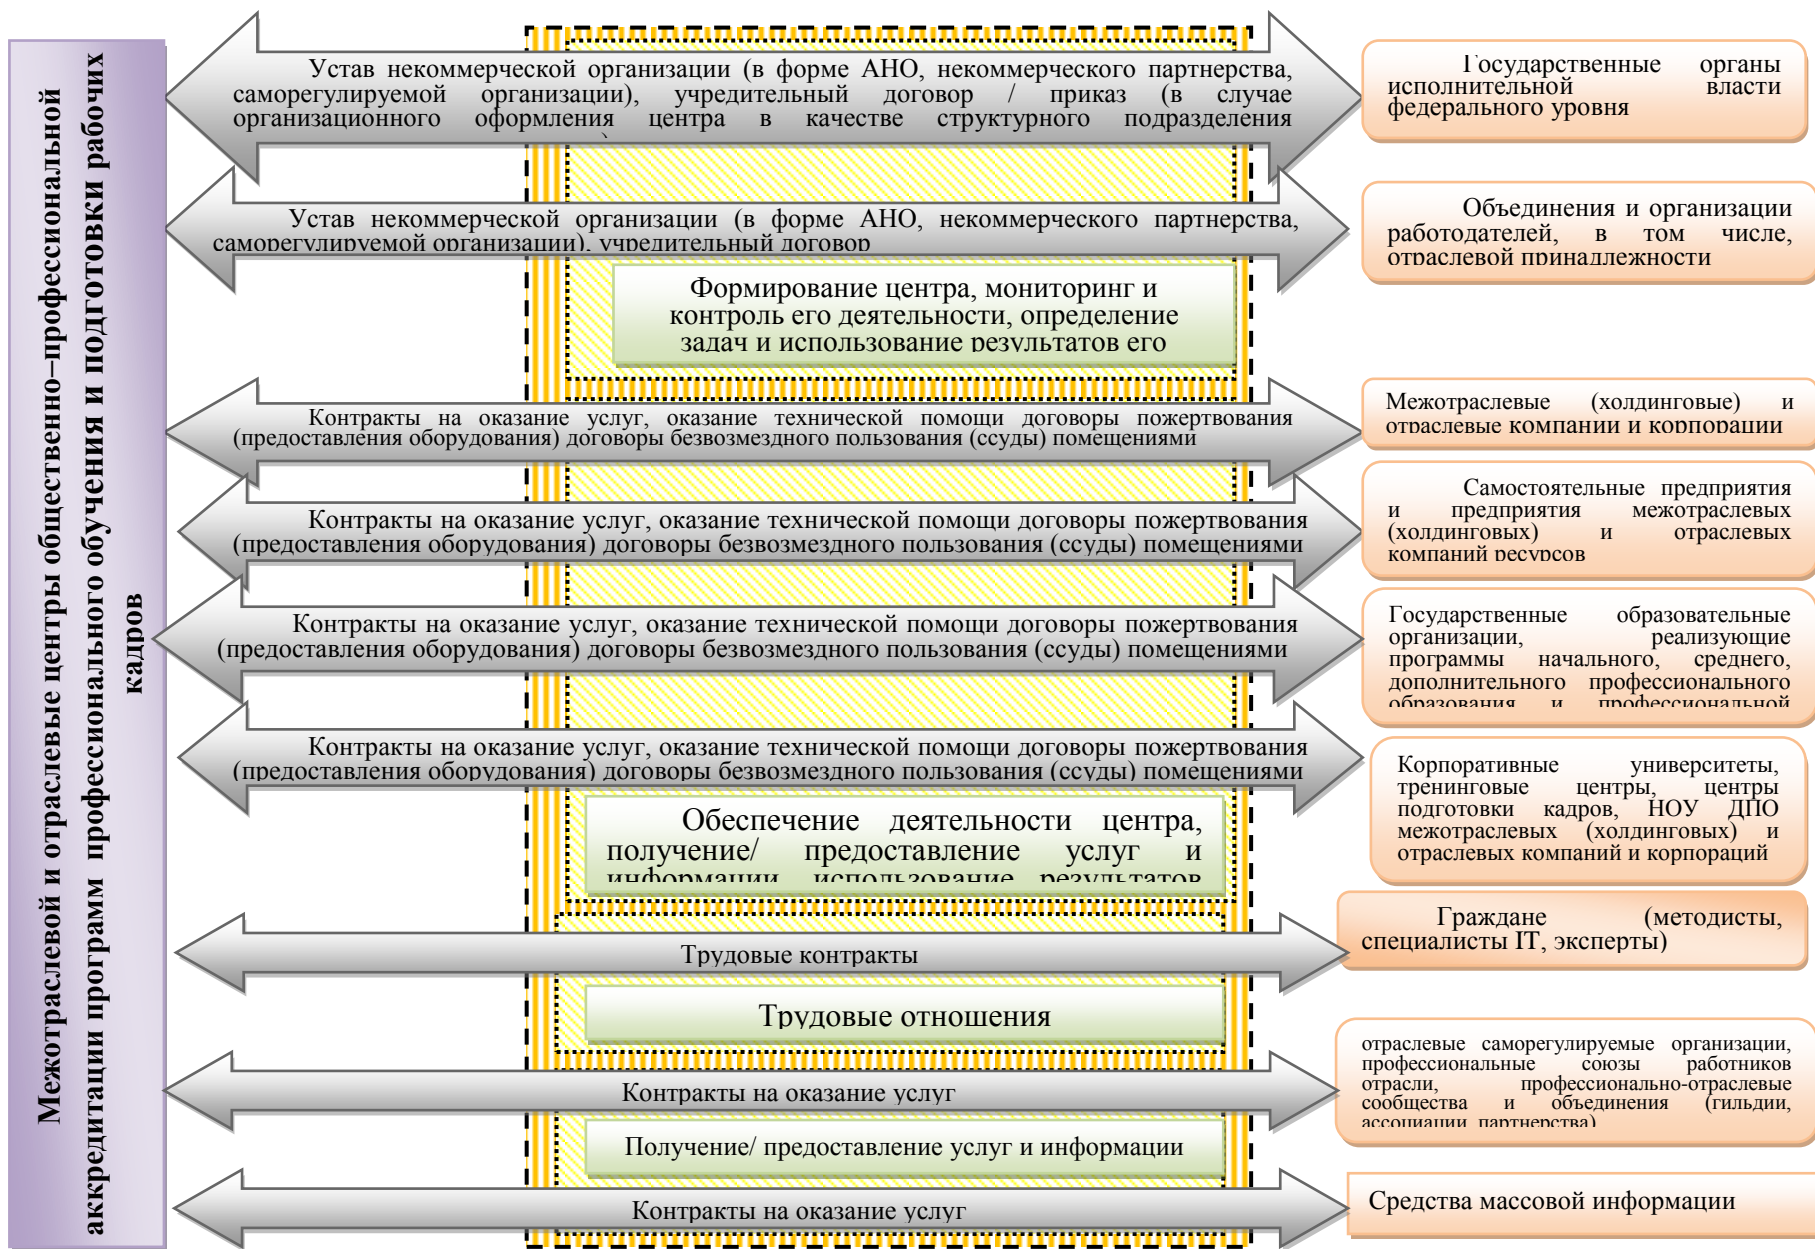 Межотраслевой и отраслевые центры общественно–профессиональной
аккредитации программ профессионального обучения и подготовки рабочих
кадров
Устав некоммерческой организации (в форме АНО, некоммерческого партнерства,
саморегулируемой организации), учредительный договор / приказ (в случае
организационного оформления центра в качестве структурного подразделения
Государственные органы
исполнительной власти
федерального уровня
Устав некоммерческой организации (в форме АНО, некоммерческого партнерства,
саморегулируемой организации), учредительный договор
Объединения и организации
работодателей, в том числе,
отраслевой принадлежности
Формирование центра, мониторинг и
контроль его деятельности, определение
задач и использование результатов его
Контракты на оказание услуг, оказание технической помощи договоры пожертвования
(предоставления оборудования) договоры безвозмездного пользования (ссуды) помещениями
Межотраслевые (холдинговые) и
отраслевые компании и корпорации
Контракты на оказание услуг, оказание технической помощи договоры пожертвования
(предоставления оборудования) договоры безвозмездного пользования (ссуды) помещениями
Самостоятельные предприятия
и предприятия межотраслевых
(холдинговых) и отраслевых
компаний ресурсов
Контракты на оказание услуг, оказание технической помощи договоры пожертвования
(предоставления оборудования) договоры безвозмездного пользования (ссуды) помещениями
Государственные образовательные
организации, реализующие
программы начального, среднего,
дополнительного профессионального
образования и профессиональной
Контракты на оказание услуг, оказание технической помощи договоры пожертвования
(предоставления оборудования) договоры безвозмездного пользования (ссуды) помещениями
Корпоративные университеты,
тренинговые центры, центры
подготовки кадров, НОУ ДПО
межотраслевых (холдинговых) и
отраслевых компаний и корпораций
Обеспечение деятельности центра,
получение/ предоставление услуг и
информации, использование результатов
Трудовые контракты
Граждане (методисты,
специалисты IT, эксперты)
Трудовые отношения
Контракты на оказание услуг
отраслевые саморегулируемые организации,
профессиональные союзы работников
отрасли, профессионально-отраслевые
сообщества и объединения (гильдии,
ассоциации, партнерства)
Получение/ предоставление услуг и информации
Контракты на оказание услуг
Средства массовой информации